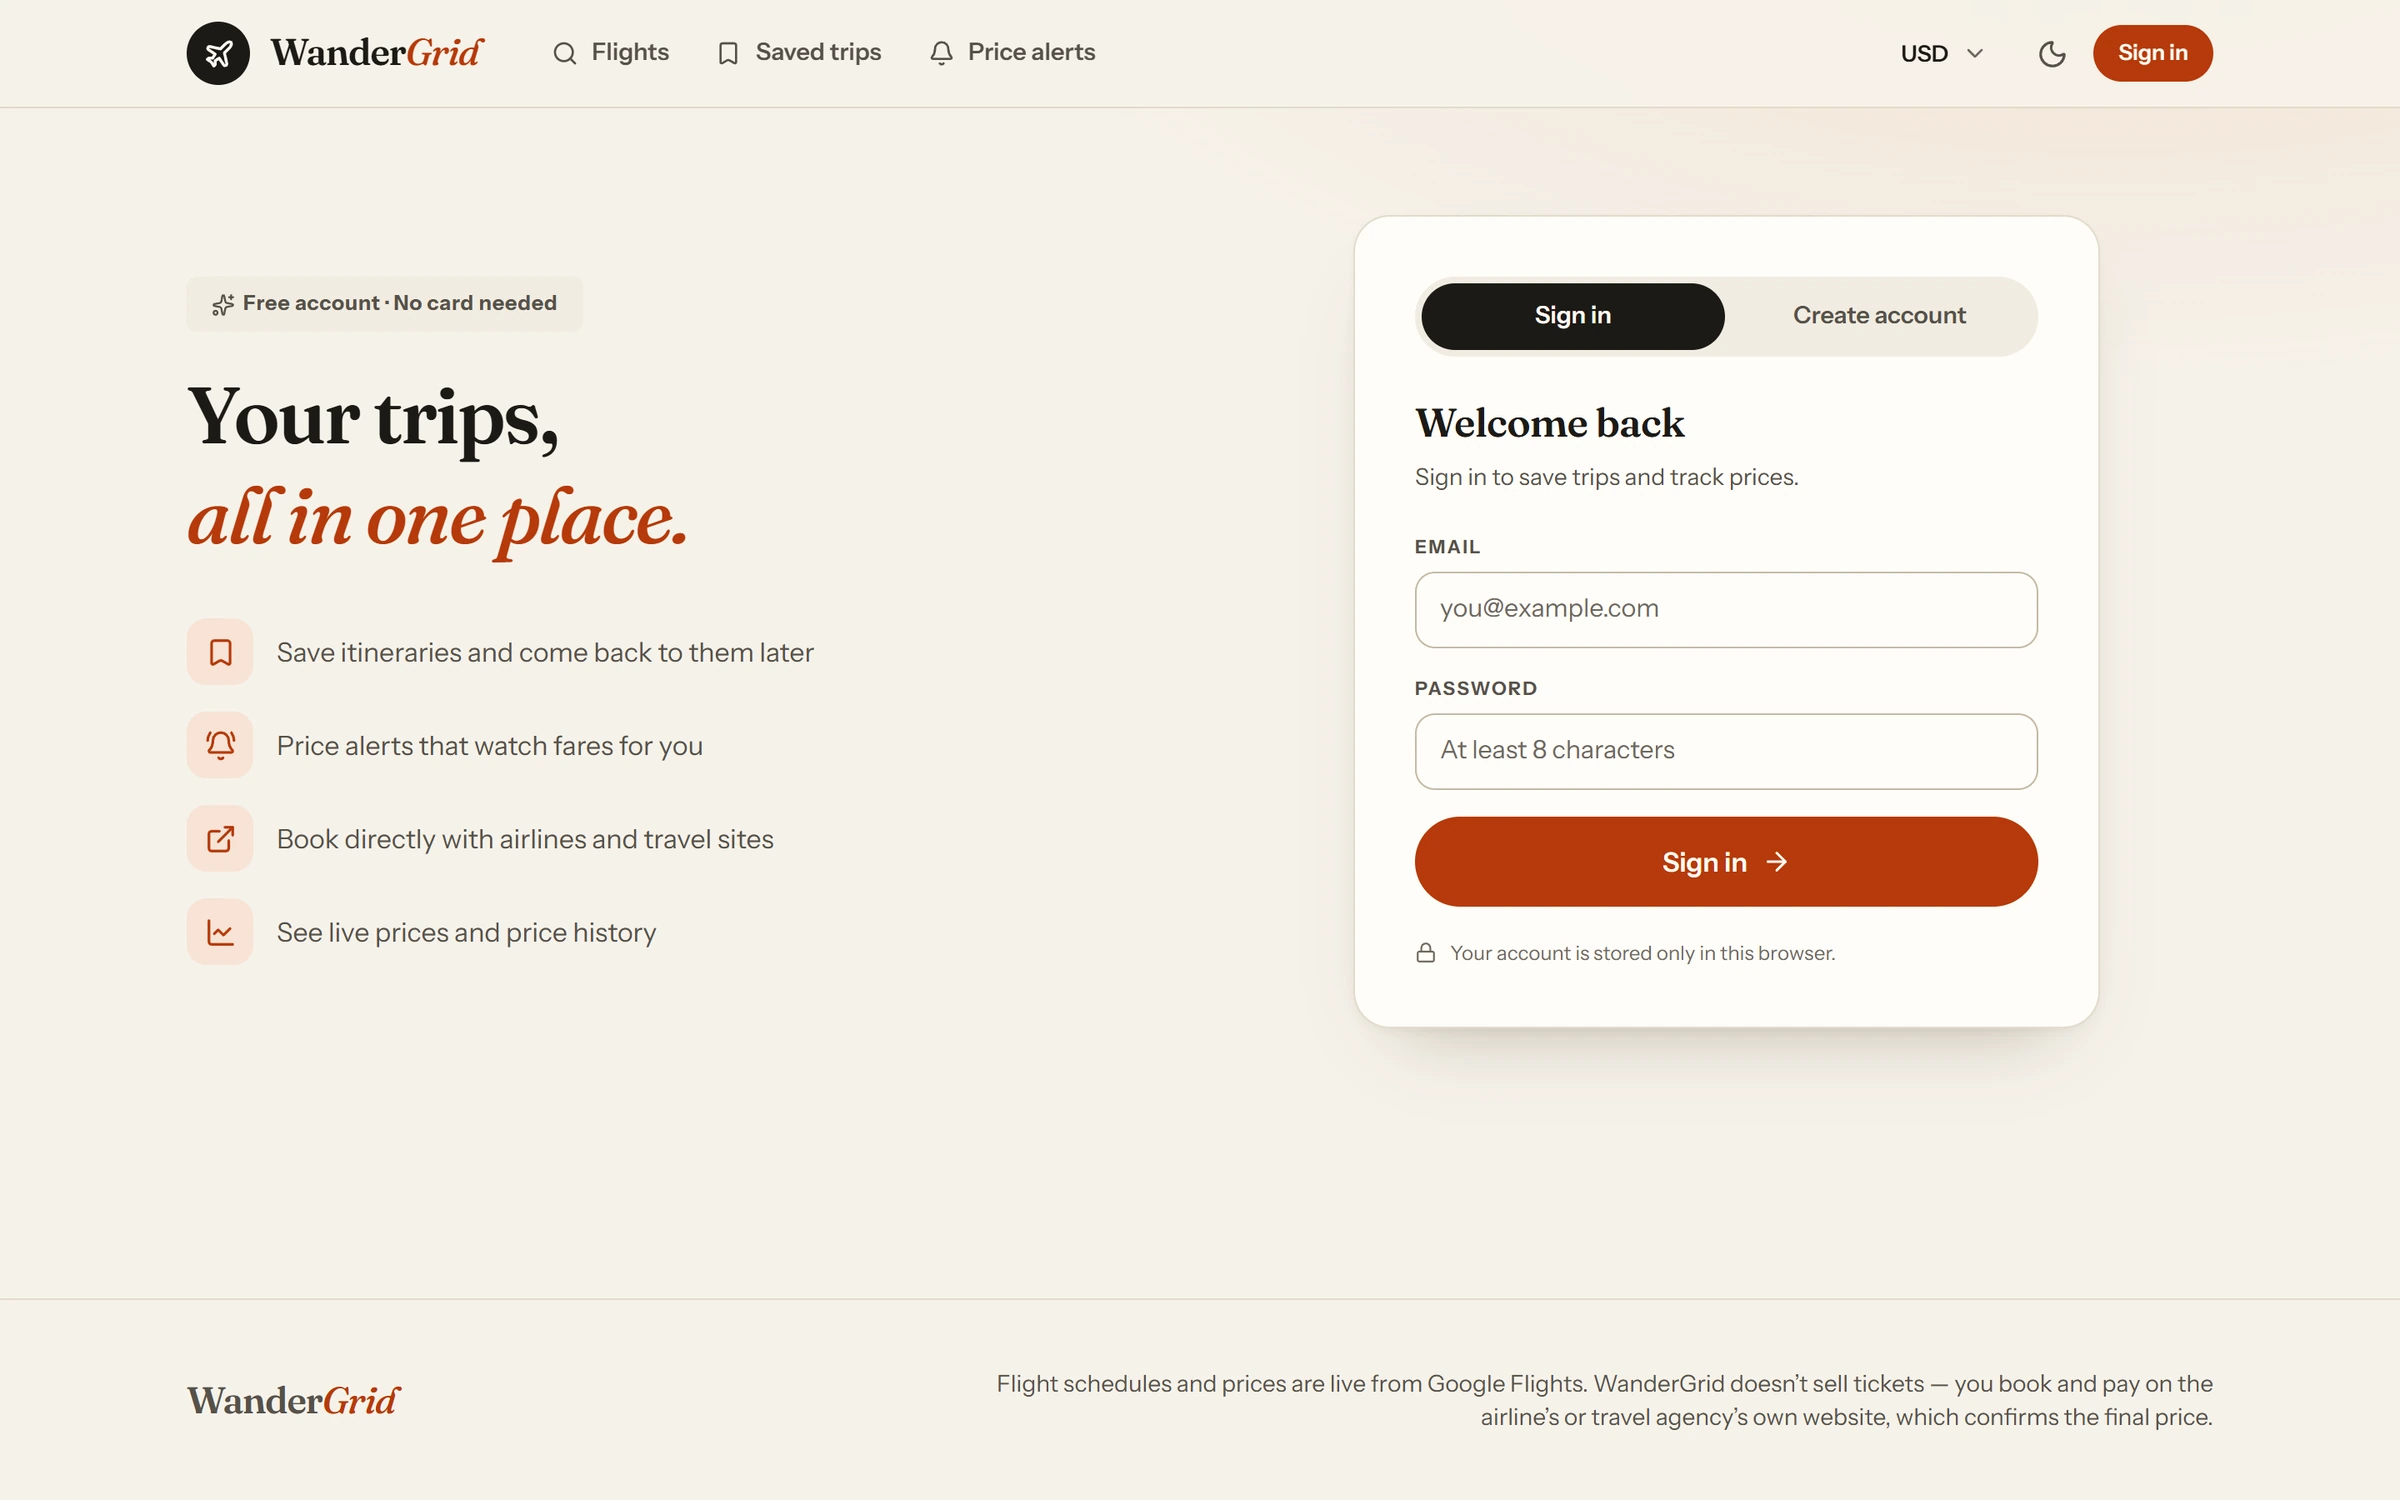 WanderGrid
Flights
Saved trips
Price alerts
USD
Sign in
Free account · No card needed
Your trips,
all in one place.
Save itineraries and come back to them later
Price alerts that watch fares for you
Book directly with airlines and travel sites
See live prices and price history
Sign in
Create account
Welcome back
Sign in to save trips and track prices.
EMAIL
you@example.com
PASSWORD
At least 8 characters
Sign in
Your account is stored only in this browser.
WanderGrid
Flight schedules and prices are live from Google Flights. WanderGrid doesn’t sell tickets — you book and pay on the
airline’s or travel agency’s own website, which confirms the final price.